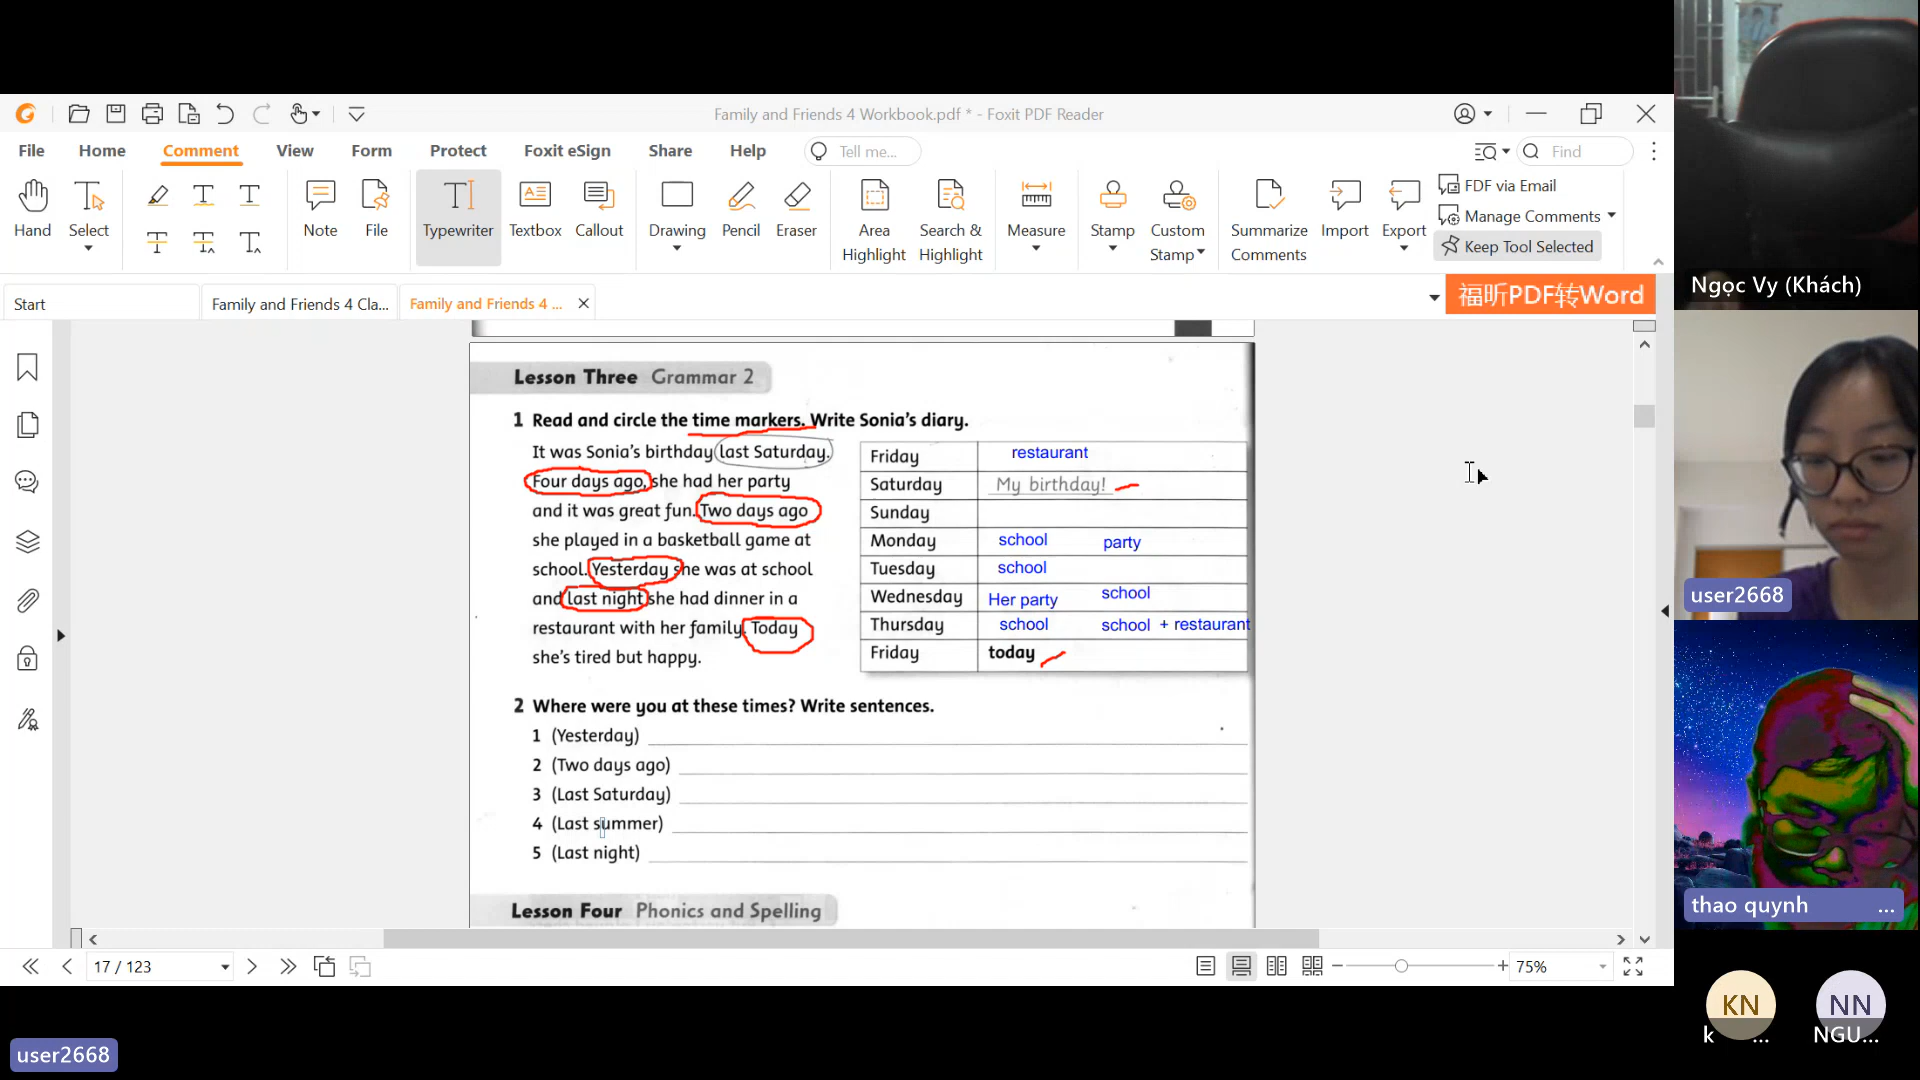 Family and Friends 4 Workbook.pdf * - Foxit PDF Reader
File Home Comment View Form Protect Foxit eSign Share Help Tell me... Find
Hand Select Note File Typewriter Textbox Callout Drawing Pencil Eraser Area Highlight Search & Highlight Measure Stamp Custom Stamp Summarize Comments Import Export
FDF via Email
Manage Comments
Keep Tool Selected
Start Family and Friends 4 Cla... Family and Friends 4 ...
福昕PDF转Word
Lesson Three Grammar 2
1 Read and circle the time markers. Write Sonia's diary.
It was Sonia's birthday last Saturday.
Four days ago, she had her party
and it was great fun. Two days ago
she played in a basketball game at
school. Yesterday she was at school
and last night she had dinner in a
restaurant with her family. Today
she's tired but happy.
Friday restaurant
Saturday My birthday!
Sunday
Monday school party
Tuesday school
Wednesday Her party school
Thursday school school + restaurant
Friday today
2 Where were you at these times? Write sentences.
1 (Yesterday)
2 (Two days ago)
3 (Last Saturday)
4 (Last summer)
5 (Last night)
Lesson Four Phonics and Spelling
17 / 123
75%
Ngọc Vy (Khách)
user2668
thao quynh ...
KN
k ...
NN
NGU...
user2668